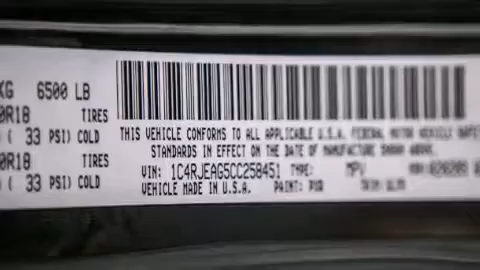 KG 6500 LB
0R18 TIRES
( 33 PSI) COLD
0R18 TIRES
( 33 PSI) COLD
THIS VEHICLE CONFORMS TO ALL APPLICABLE U.S.A. FEDERAL MOTOR VEHICLE
STANDARDS IN EFFECT ON THE DATE OF MANUFACTURE SHOWN ABOVE.
VIN: 1C4RJEAG5CC258451 TYPE: MPV
VEHICLE MADE IN U.S.A. PAINT: